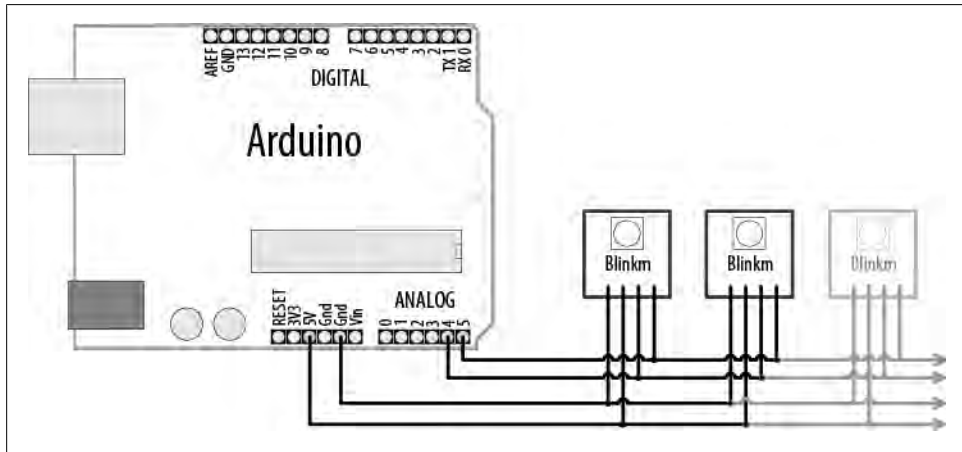 AREF
GND
13
12
11
10
9
8
7
6
5
4
3
2
TX 1
RX 0
DIGITAL
Arduino
Blinkm
Blinkm
Blinkm
ANALOG
RESET
3V3
5V
Gnd
Gnd
Vin
0
1
2
3
4
5